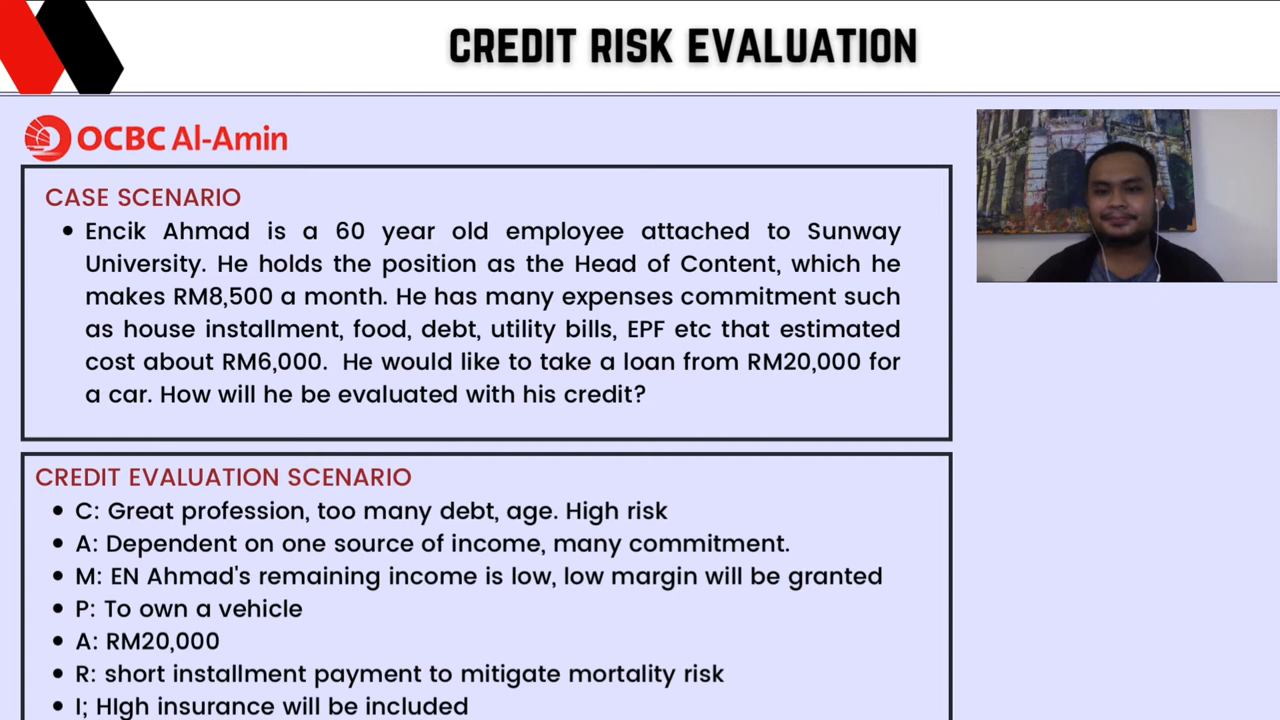 CREDIT RISK EVALUATION
OCBC Al-Amin
CASE SCENARIO
• Encik Ahmad is a 60 year old employee attached to Sunway
University. He holds the position as the Head of Content, which he
makes RM8,500 a month. He has many expenses commitment such
as house installment, food, debt, utility bills, EPF etc that estimated
cost about RM6,000. He would like to take a loan from RM20,000 for
a car. How will he be evaluated with his credit?
CREDIT EVALUATION SCENARIO
• C: Great profession, too many debt, age. High risk
• A: Dependent on one source of income, many commitment.
• M: EN Ahmad's remaining income is low, low margin will be granted
• P: To own a vehicle
• A: RM20,000
• R: short installment payment to mitigate mortality risk
• I; HIgh insurance will be included